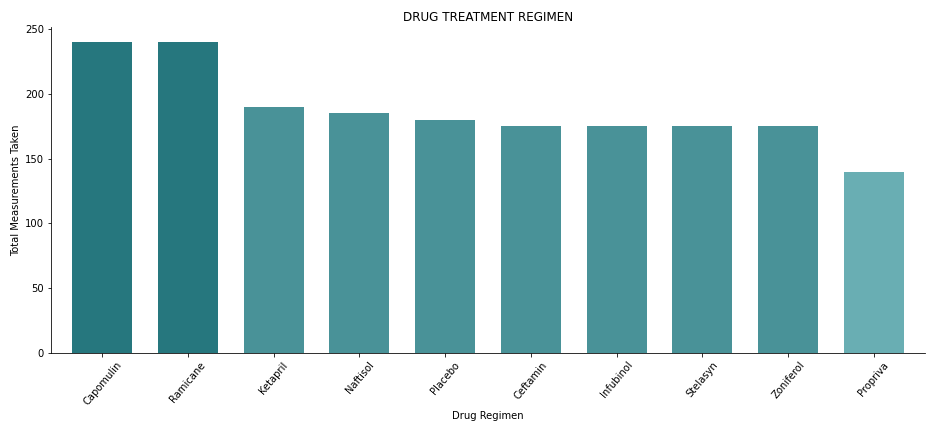 DRUG TREATMENT REGIMEN
Total Measurements Taken
250
200
150
100
50
0
Capomulin
Ramicane
Ketapril
Naftisol
Placebo
Ceftamin
Infubinol
Stelasyn
Zoniferol
Propriva
Drug Regimen